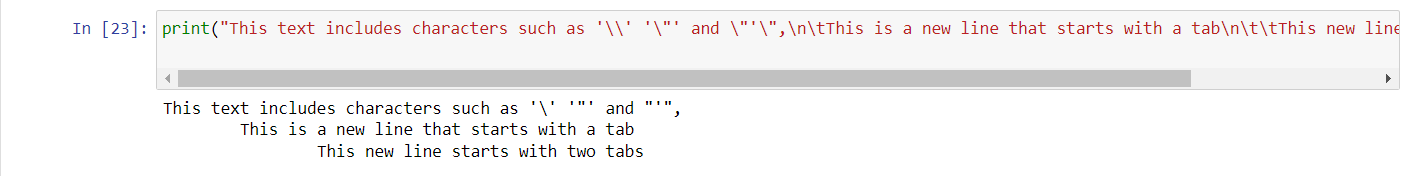 In [23]: print("This text includes characters such as '\\' '\"' and \"'\",\n\tThis is a new line that starts with a tab\n\t\tThis new line
This text includes characters such as '\' '"' and "'",
This is a new line that starts with a tab
This new line starts with two tabs